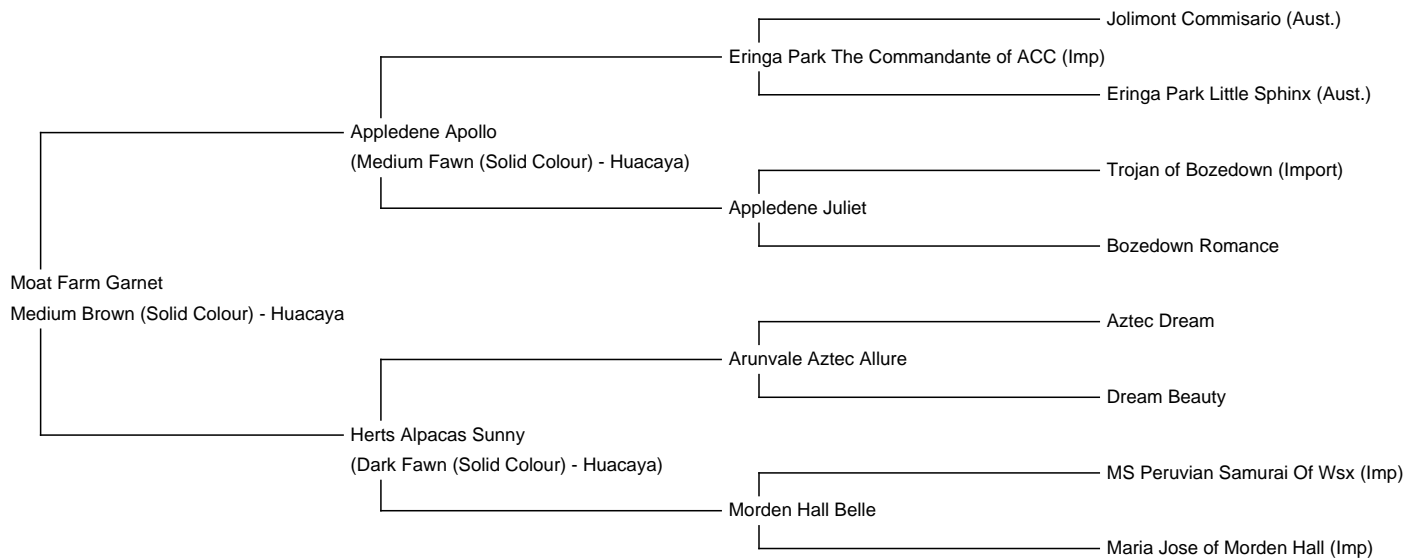 Jolimont Commisario (Aust.)
Eringa Park The Commandante of ACC (Imp)
Eringa Park Little Sphinx (Aust.)
Appledene Apollo
(Medium Fawn (Solid Colour) - Huacaya)
Trojan of Bozedown (Import)
Appledene Juliet
Bozedown Romance
Moat Farm Garnet
Medium Brown (Solid Colour) - Huacaya
Aztec Dream
Arunvale Aztec Allure
Dream Beauty
Herts Alpacas Sunny
(Dark Fawn (Solid Colour) - Huacaya)
MS Peruvian Samurai Of Wsx (Imp)
Morden Hall Belle
Maria Jose of Morden Hall (Imp)